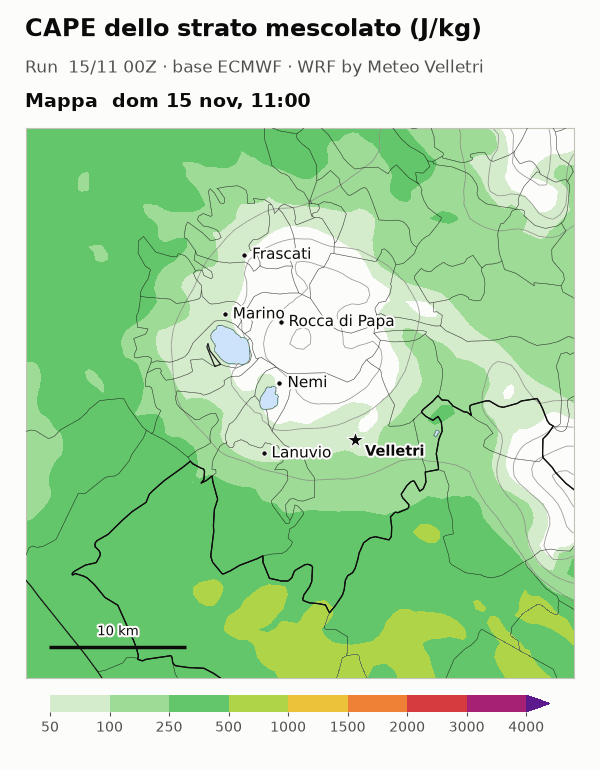 CAPE dello strato mescolato (J/kg)
Run  15/11 00Z · base ECMWF · WRF by Meteo Velletri
Mappa  dom 15 nov, 11:00
Frascati
Marino
Rocca di Papa
Nemi
Velletri
Lanuvio
10 km
50 100 250 500 1000 1500 2000 3000 4000